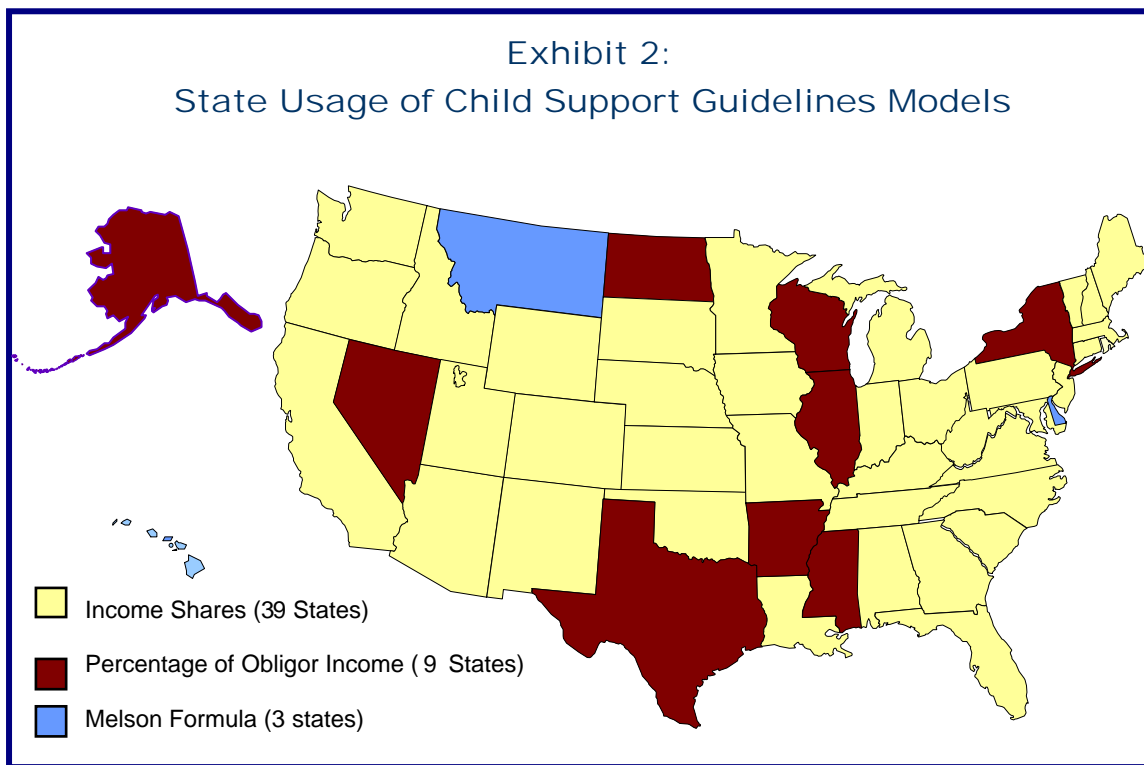 Exhibit 2:
State Usage of Child Support Guidelines Models
Income Shares (39 States)
Percentage of Obligor Income ( 9 States)
Melson Formula (3 states)